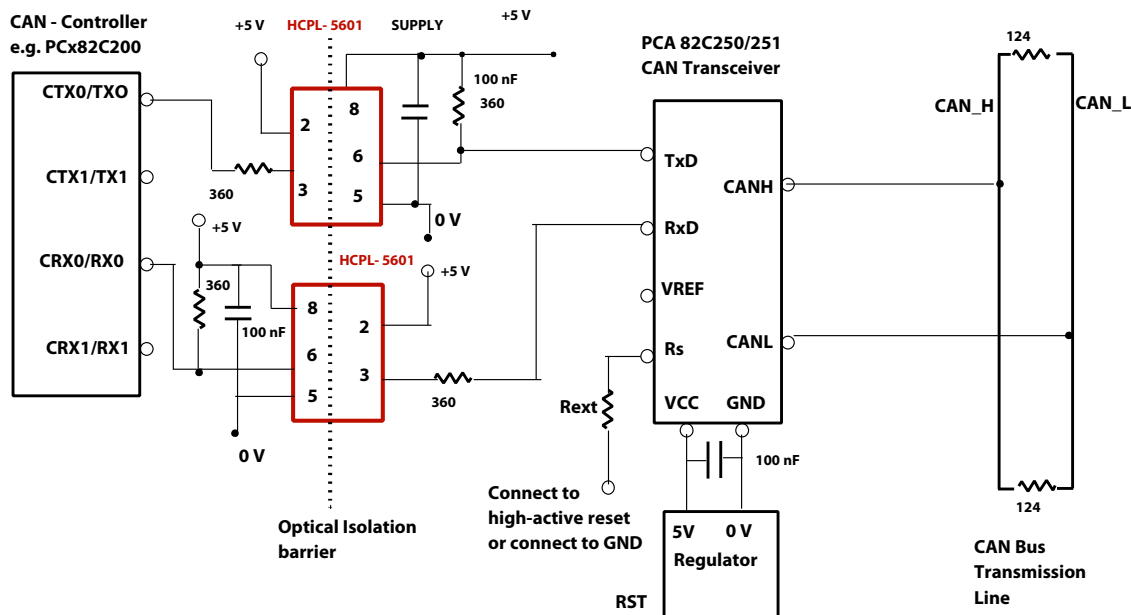 CAN - Controller
e.g. PCx82C200
+5 V
HCPL- 5601
SUPPLY
+5 V
PCA 82C250/251
CAN Transceiver
124
CTX0/TXO
CTX1/TX1
CRX0/RX0
CRX1/RX1
360
2
3
8
6
5
100 nF
360
0 V
CAN_H
CAN_L
TxD
RxD
VREF
Rs
CANH
CANL
VCC
GND
+5 V
360
100 nF
0 V
HCPL- 5601
8
6
5
2
3
+5 V
360
Rext
100 nF
Optical Isolation
barrier
Connect to
high-active reset
or connect to GND
5V
0 V
Regulator
RST
124
CAN Bus
Transmission
Line